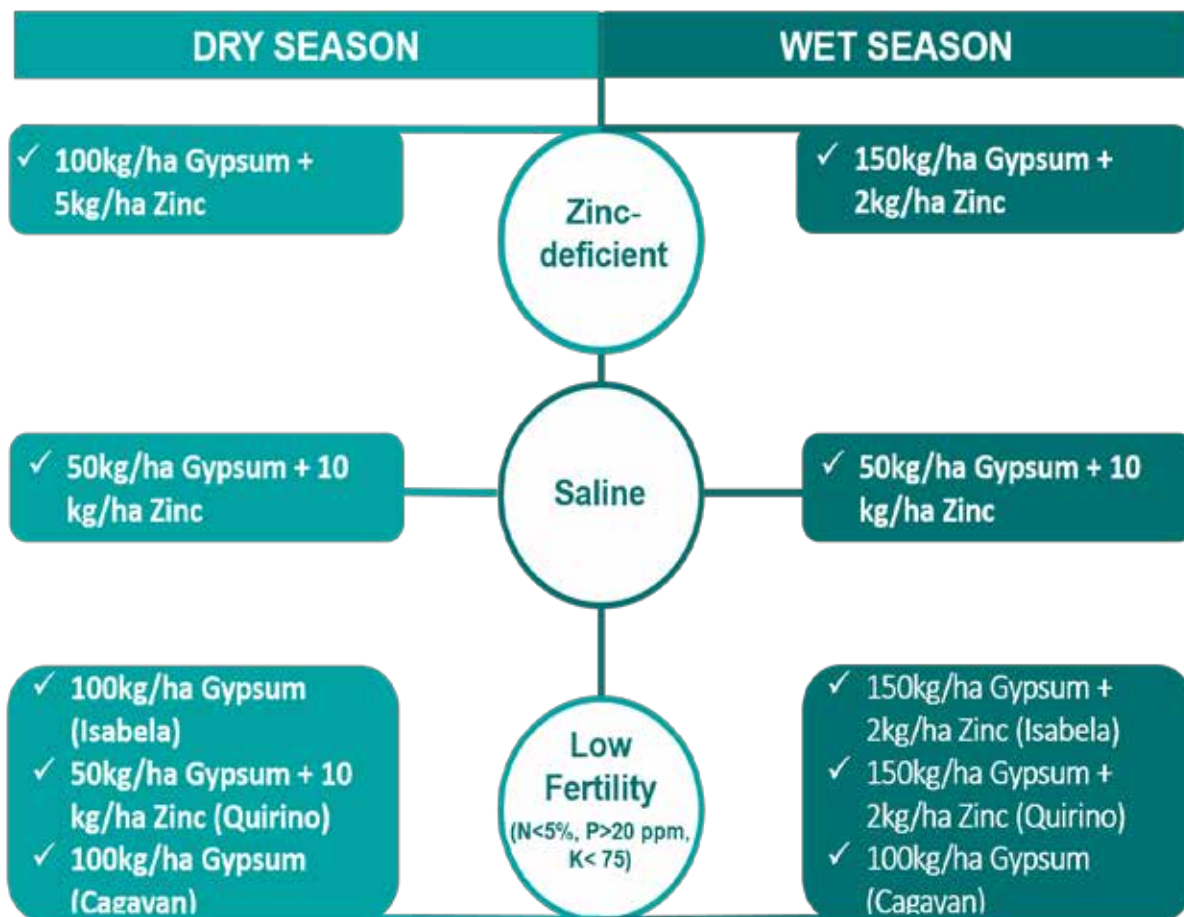 DRY SEASON
WET SEASON
✓ 100kg/ha Gypsum +
5kg/ha Zinc
Zinc-
deficient
✓ 150kg/ha Gypsum +
2kg/ha Zinc
✓ 50kg/ha Gypsum + 10
kg/ha Zinc
Saline
✓ 50kg/ha Gypsum + 10
kg/ha Zinc
✓ 100kg/ha Gypsum
(Isabela)
✓ 50kg/ha Gypsum + 10
kg/ha Zinc (Quirino)
✓ 100kg/ha Gypsum
(Cagayan)
Low
Fertility
(N<5%, P>20 ppm,
K< 75)
✓ 150kg/ha Gypsum +
2kg/ha Zinc (Isabela)
✓ 150kg/ha Gypsum +
2kg/ha Zinc (Quirino)
✓ 100kg/ha Gypsum
(Cagayan)